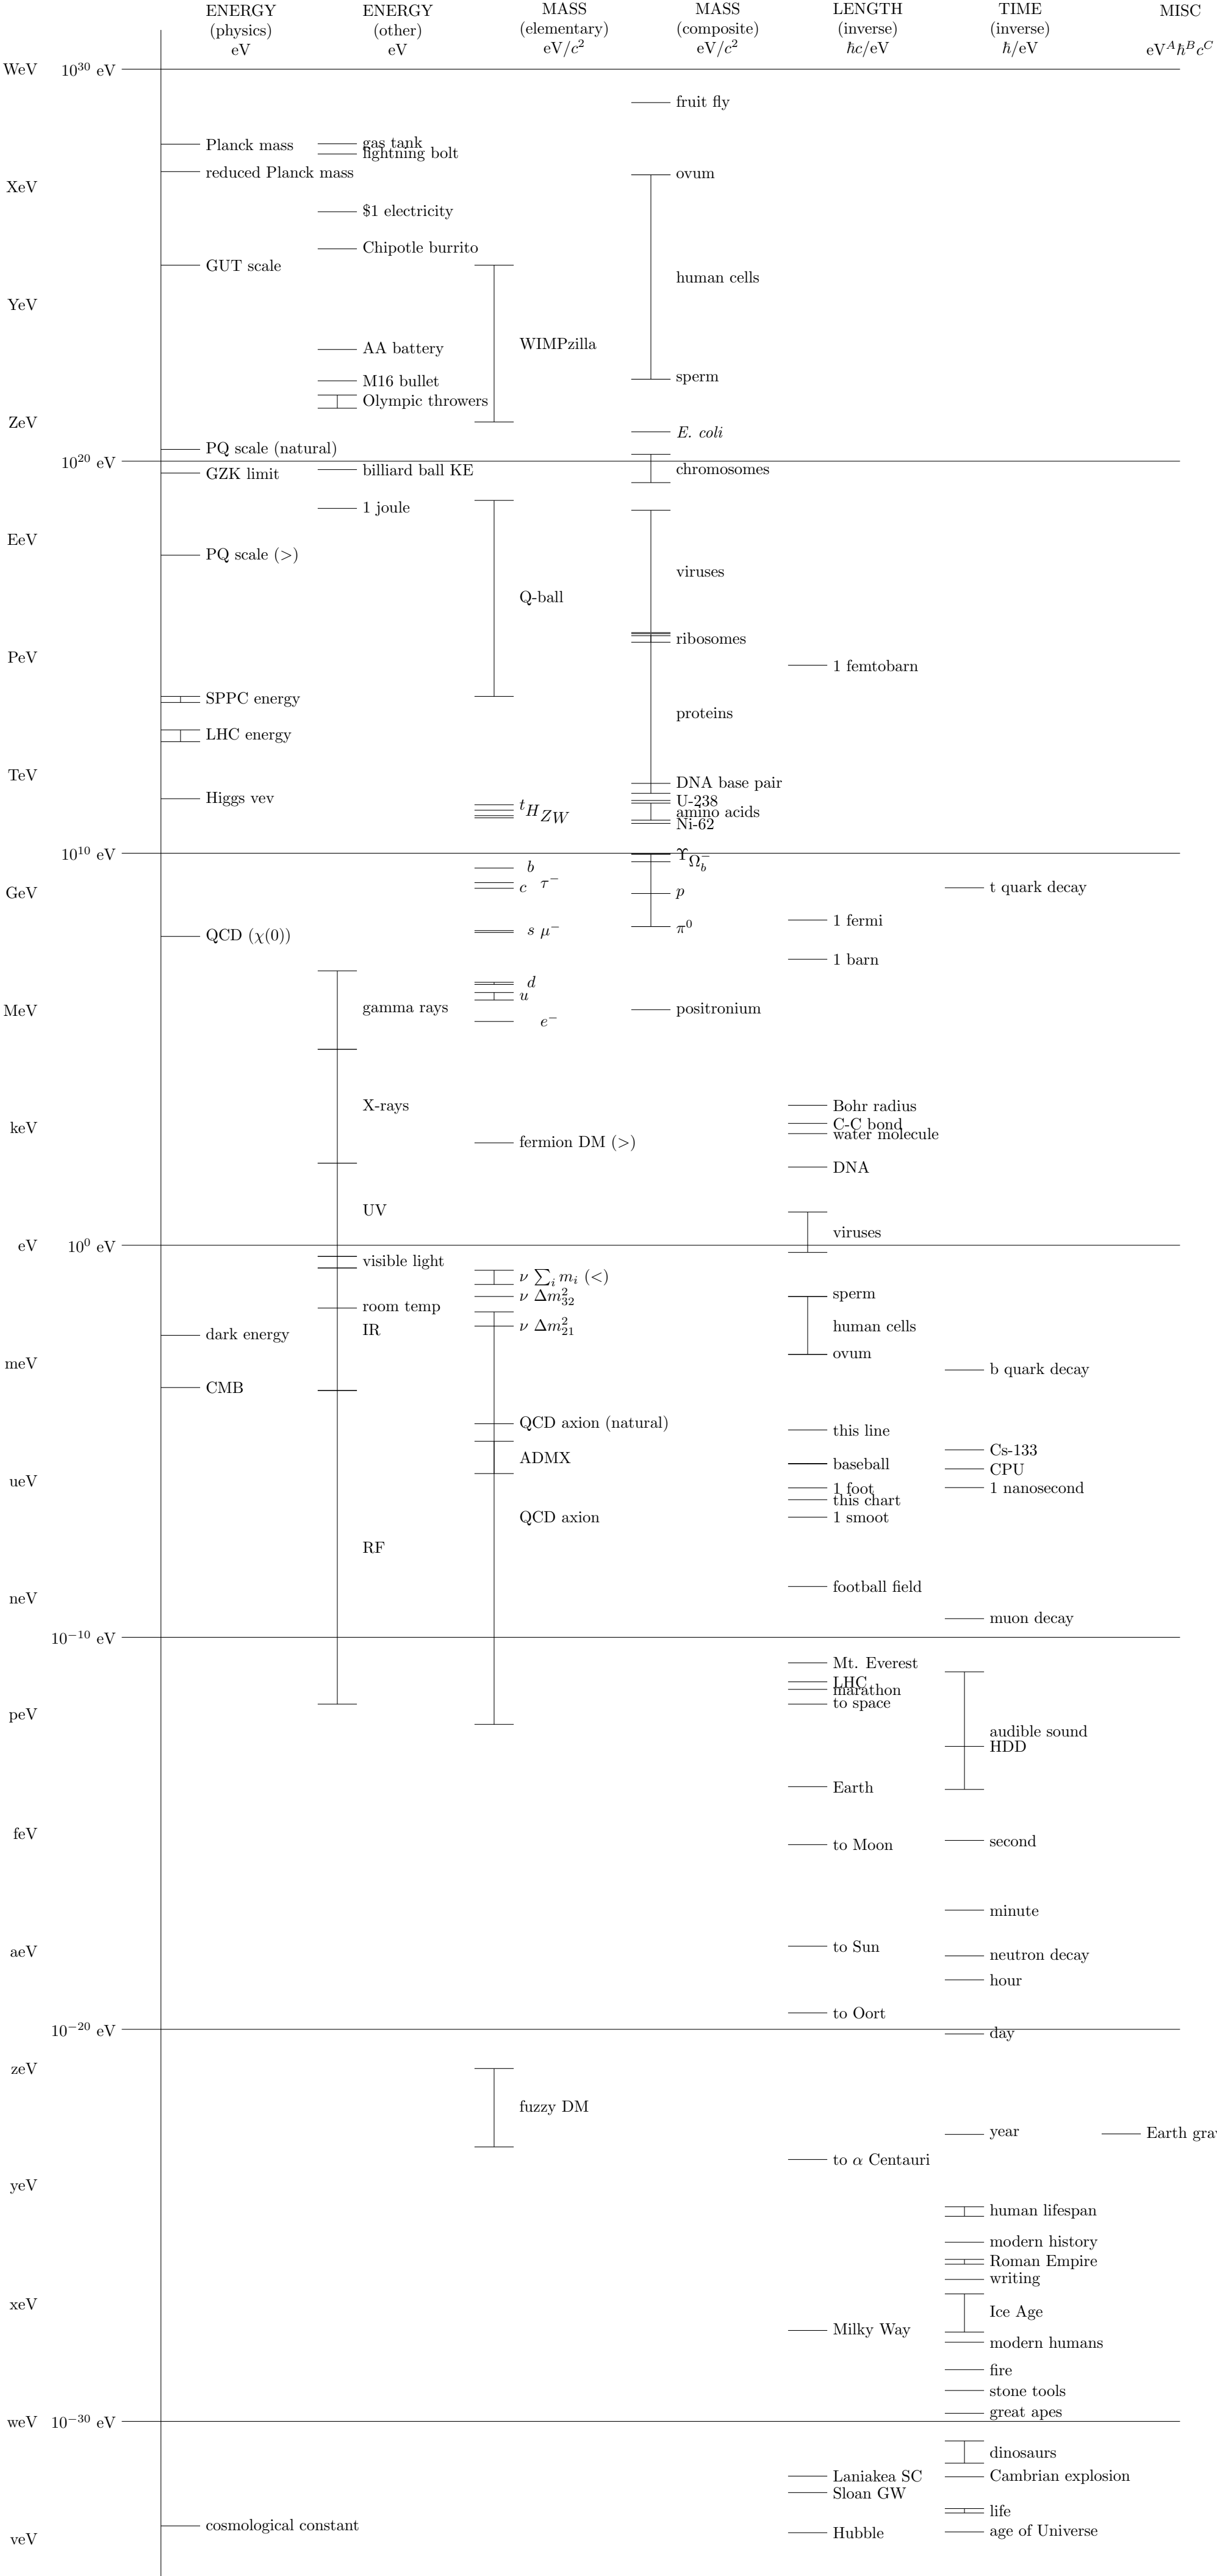 ENERGY
(physics)
eV
ENERGY
(other)
eV
MASS
(elementary)
eV/c²
MASS
(composite)
eV/c²
LENGTH
(inverse)
ħc/eV
TIME
(inverse)
ħ/eV
MISC
eV^A ħ^B c^C
WeV 10³⁰ eV
fruit fly
Planck mass
gas tank
lightning bolt
reduced Planck mass
ovum
XeV
$1 electricity
Chipotle burrito
GUT scale
human cells
YeV
WIMPzilla
AA battery
sperm
M16 bullet
Olympic throwers
ZeV
E. coli
PQ scale (natural)
10²⁰ eV
chromosomes
billiard ball KE
GZK limit
1 joule
EeV
PQ scale (>)
viruses
Q-ball
ribosomes
PeV
1 femtobarn
SPPC energy
proteins
LHC energy
TeV
DNA base pair
Higgs vev
U-238
t H Z W
amino acids
Ni-62
10¹⁰ eV
ϒ
Ω_b⁻
b
τ⁻
c
t quark decay
GeV
p
1 fermi
π⁰
s μ⁻
QCD (χ(0))
1 barn
d
u
gamma rays
positronium
MeV
e⁻
X-rays
Bohr radius
C-C bond
keV
water molecule
fermion DM (>)
DNA
UV
viruses
eV 10⁰ eV
visible light
ν ∑_i m_i (<)
sperm
ν Δm²₃₂
room temp
ν Δm²₂₁
human cells
IR
dark energy
ovum
meV
b quark decay
CMB
QCD axion (natural)
this line
Cs-133
ADMX
baseball
CPU
ueV
1 foot
1 nanosecond
this chart
QCD axion
1 smoot
RF
football field
neV
muon decay
10⁻¹⁰ eV
Mt. Everest
LHC
marathon
to space
peV
audible sound
HDD
Earth
feV
second
to Moon
minute
to Sun
aeV
neutron decay
hour
to Oort
10⁻²⁰ eV
day
zeV
fuzzy DM
year
Earth gra
to α Centauri
yeV
human lifespan
modern history
Roman Empire
writing
xeV
Ice Age
Milky Way
modern humans
fire
stone tools
great apes
weV 10⁻³⁰ eV
dinosaurs
Laniakea SC
Cambrian explosion
Sloan GW
life
cosmological constant
age of Universe
Hubble
veV